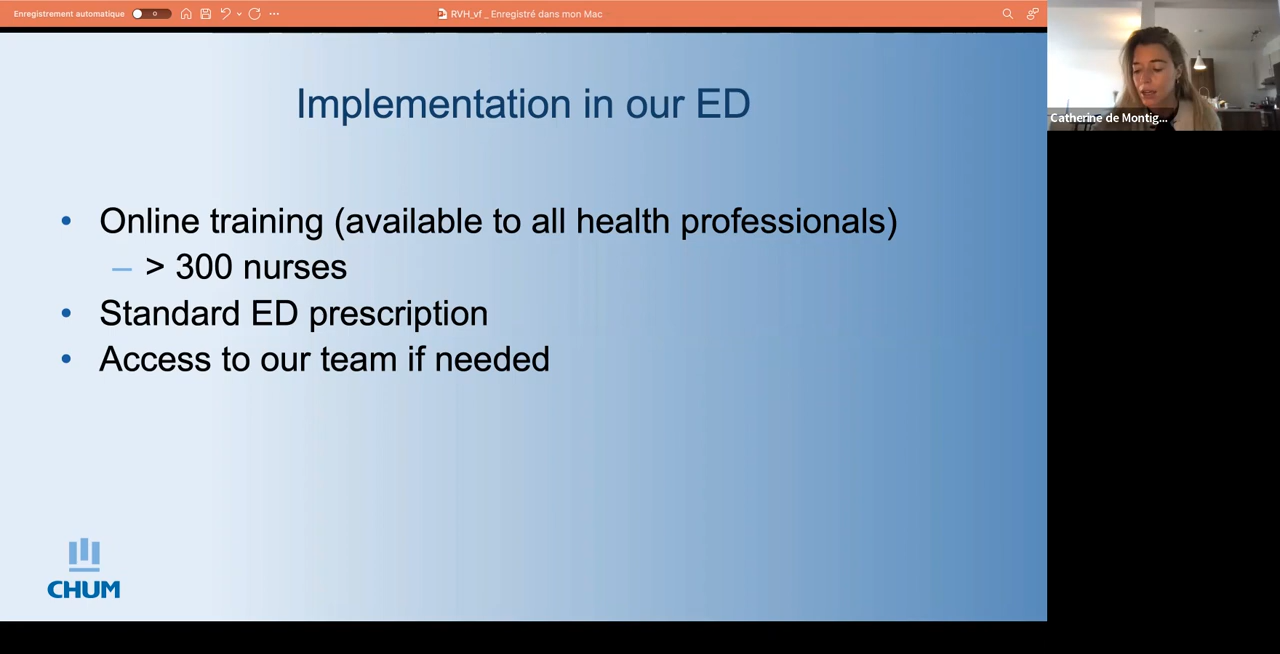 Enregistrement automatique
RVH_vf _ Enregistré dans mon Mac
Catherine de Montig...
Implementation in our ED
• Online training (available to all health professionals)
– > 300 nurses
• Standard ED prescription
• Access to our team if needed
CHUM